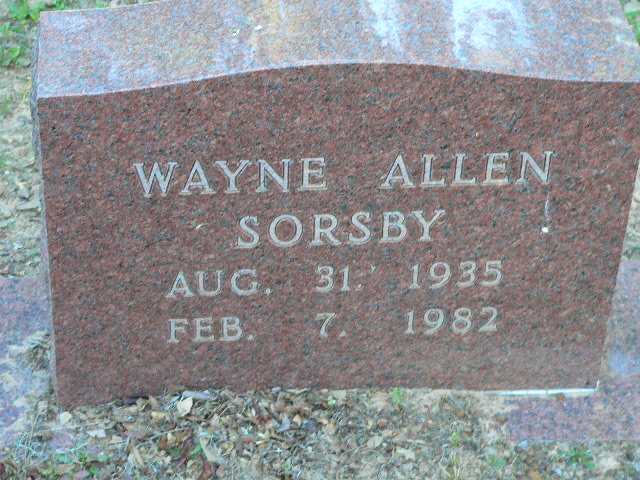 WAYNE ALLEN
SORSBY
AUG. 31. 1935
FEB. 7. 1982